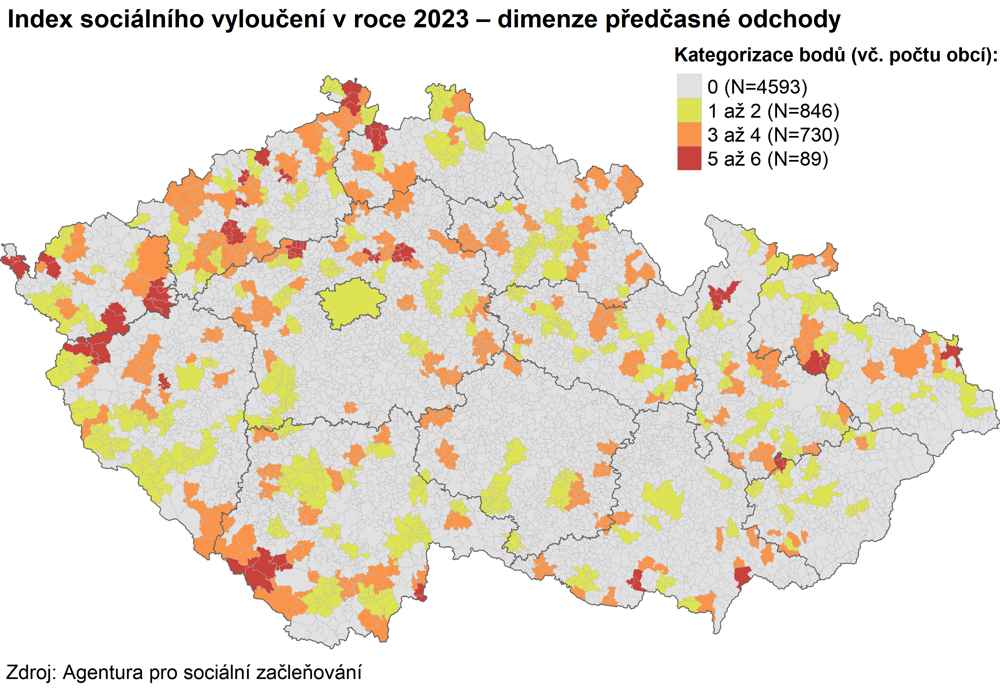 Index sociálního vyloučení v roce 2023 – dimenze předčasné odchody
Kategorizace bodů (vč. počtu obcí):
0 (N=4593)
1 až 2 (N=846)
3 až 4 (N=730)
5 až 6 (N=89)
Zdroj: Agentura pro sociální začleňování